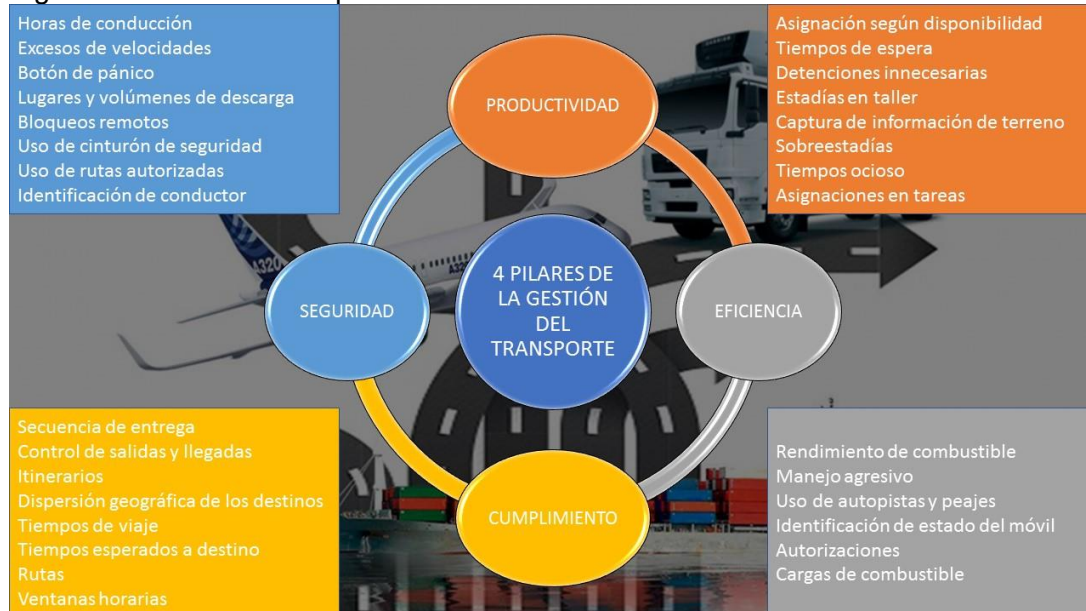 Horas de conducción
Excesos de velocidades
Botón de pánico
Lugares y volúmenes de descarga
Bloqueos remotos
Uso de cinturón de seguridad
Uso de rutas autorizadas
Identificación de conductor
PRODUCTIVIDAD
Asignación según disponibilidad
Tiempos de espera
Detenciones innecesarias
Estadías en taller
Captura de información de terreno
Sobreestadías
Tiempos ocioso
Asignaciones en tareas
A320
A320
SEGURIDAD
4 PILARES DE
LA GESTIÓN
DEL
TRANSPORTE
EFICIENCIA
Secuencia de entrega
Control de salidas y llegadas
Itinerarios
Dispersión geográfica de los destinos
Tiempos de viaje
Tiempos esperados a destino
Rutas
Ventanas horarias
CUMPLIMIENTO
Rendimiento de combustible
Manejo agresivo
Uso de autopistas y peajes
Identificación de estado del móvil
Autorizaciones
Cargas de combustible